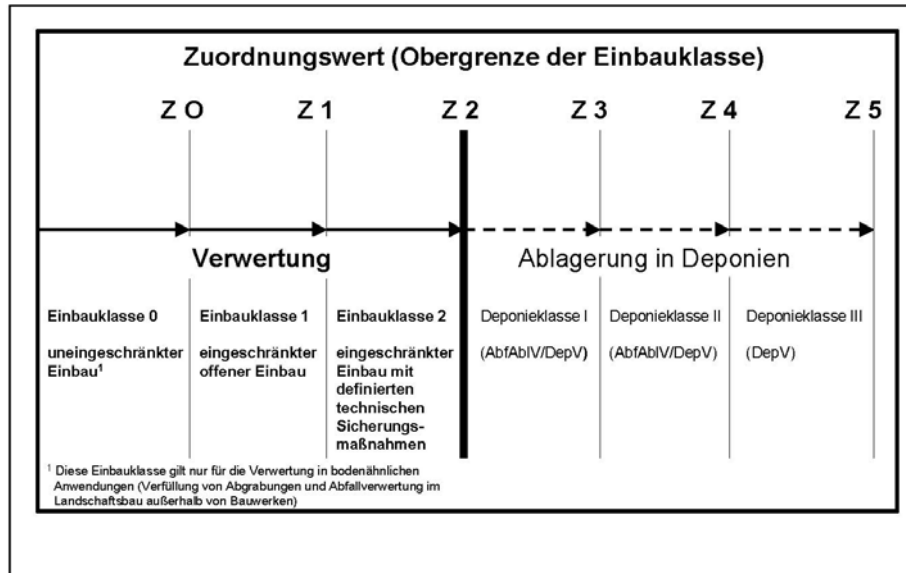 Zuordnungswert (Obergrenze der Einbauklasse)
Z 0 Z 1 Z 2 Z 3 Z 4 Z 5
Verwertung Ablagerung in Deponien
Einbauklasse 0
uneingeschränkter
Einbau¹
Einbauklasse 1
eingeschränkter
offener Einbau
Einbauklasse 2
eingeschränkter
Einbau mit
definierten
technischen
Sicherungs-
maßnahmen
Deponieklasse I
(AbfAblV/DepV)
Deponieklasse II
(AbfAblV/DepV)
Deponieklasse III
(DepV)
¹ Diese Einbauklasse gilt nur für die Verwertung in bodenähnlichen
Anwendungen (Verfüllung von Abgrabungen und Abfallverwertung im
Landschaftsbau außerhalb von Bauwerken)